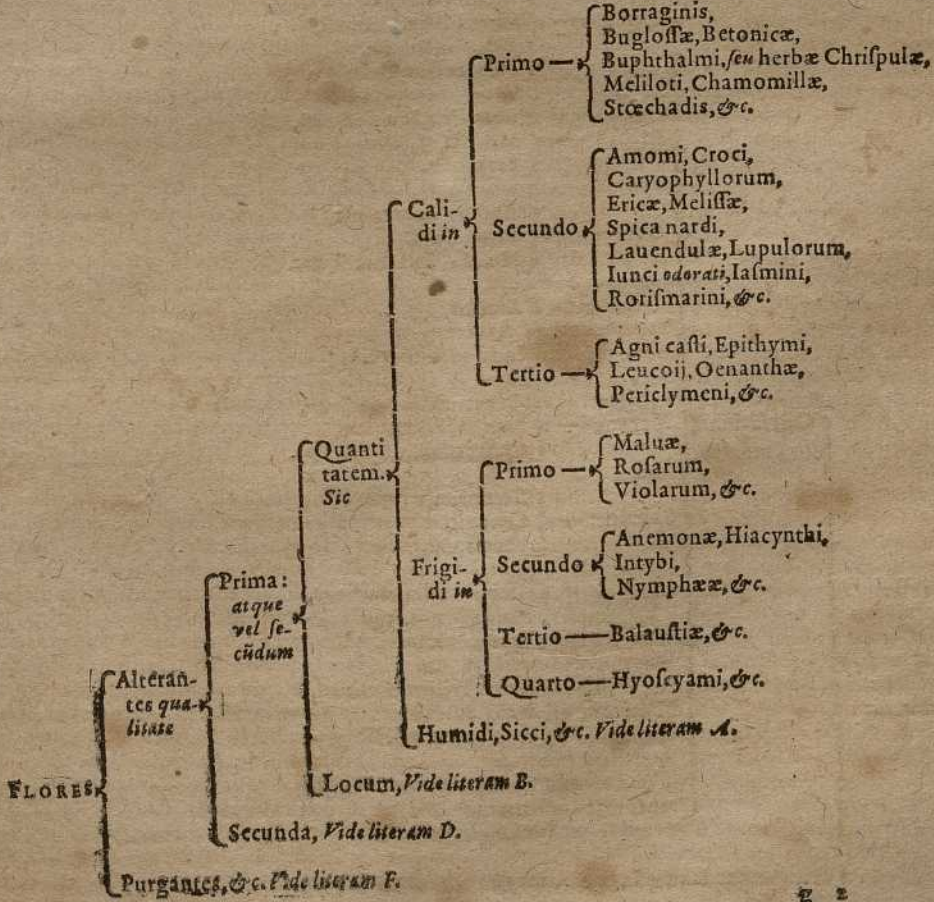 Borraginis,
Bugloſſæ, Betonicæ,
Primo — Buphthalmi, ſeu herbæ Chriſpulæ,
Meliloti, Chamomillæ,
Stœchadis, &c.
Amomi, Croci,
Caryophyllorum,
Cali-
Ericæ, Meliſſæ,
di in
Secundo
Spica nardi,
Lauendulæ, Lupulorum,
Iunci odorati, Iaſmini,
Roriſmarini, &c.
Agni caſti, Epithymi,
Tertio — Leucoij, Oenanthæ,
Periclymeni, &c.
Quanti
tatem.
Sic
Maluæ,
Primo — Roſarum,
Violarum, &c.
Anemonæ, Hiacynthi,
Frigi-
di in
Secundo
Intybi,
Nymphææ, &c.
Prima:
atque
vel ſe-
cũdum
Tertio — Balauſtiæ, &c.
Quarto — Hyoſcyami, &c.
Alterãn-
tes qua-
litate
Humidi, Sicci, &c. Vide literam A.
FLORES
Locum, Vide literam B.
Secunda, Vide literam D.
Purgantes, &c. Vide literam F.
g 2